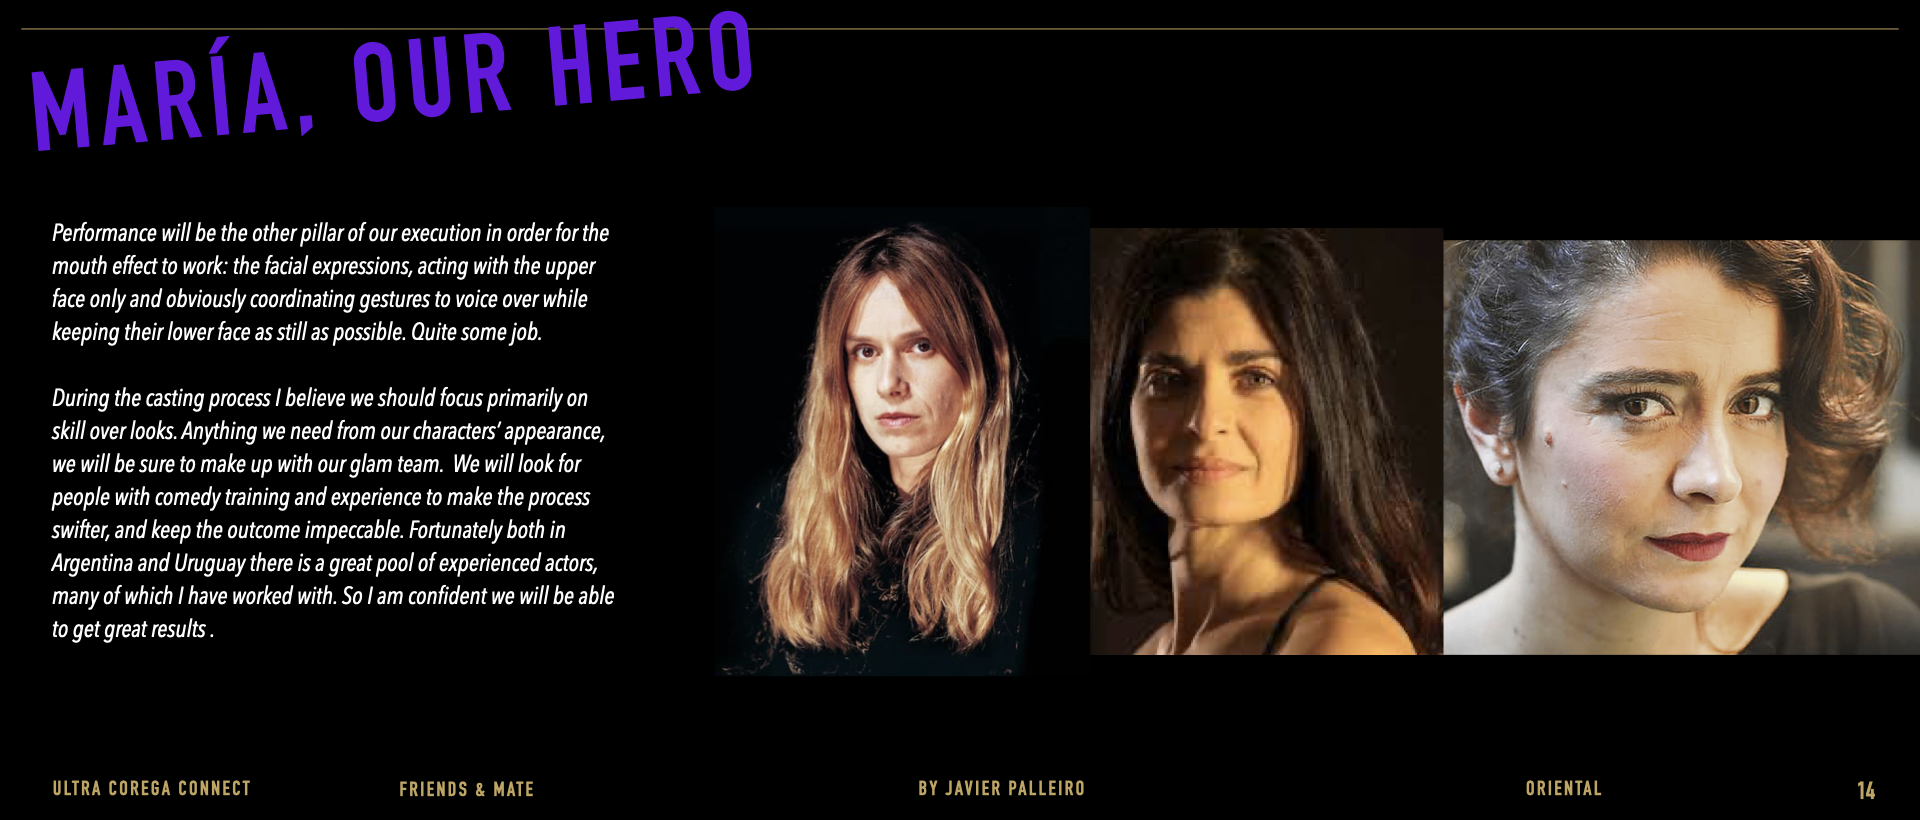 MARÍA, OUR HERO
Performance will be the other pillar of our execution in order for the
mouth effect to work: the facial expressions, acting with the upper
face only and obviously coordinating gestures to voice over while
keeping their lower face as still as possible. Quite some job.
During the casting process I believe we should focus primarily on
skill over looks. Anything we need from our characters’ appearance,
we will be sure to make up with our glam team.  We will look for
people with comedy training and experience to make the process
swifter, and keep the outcome impeccable. Fortunately both in
Argentina and Uruguay there is a great pool of experienced actors,
many of which I have worked with. So I am confident we will be able
to get great results .
ULTRA COREGA CONNECT
FRIENDS & MATE
BY JAVIER PALLEIRO
ORIENTAL
14